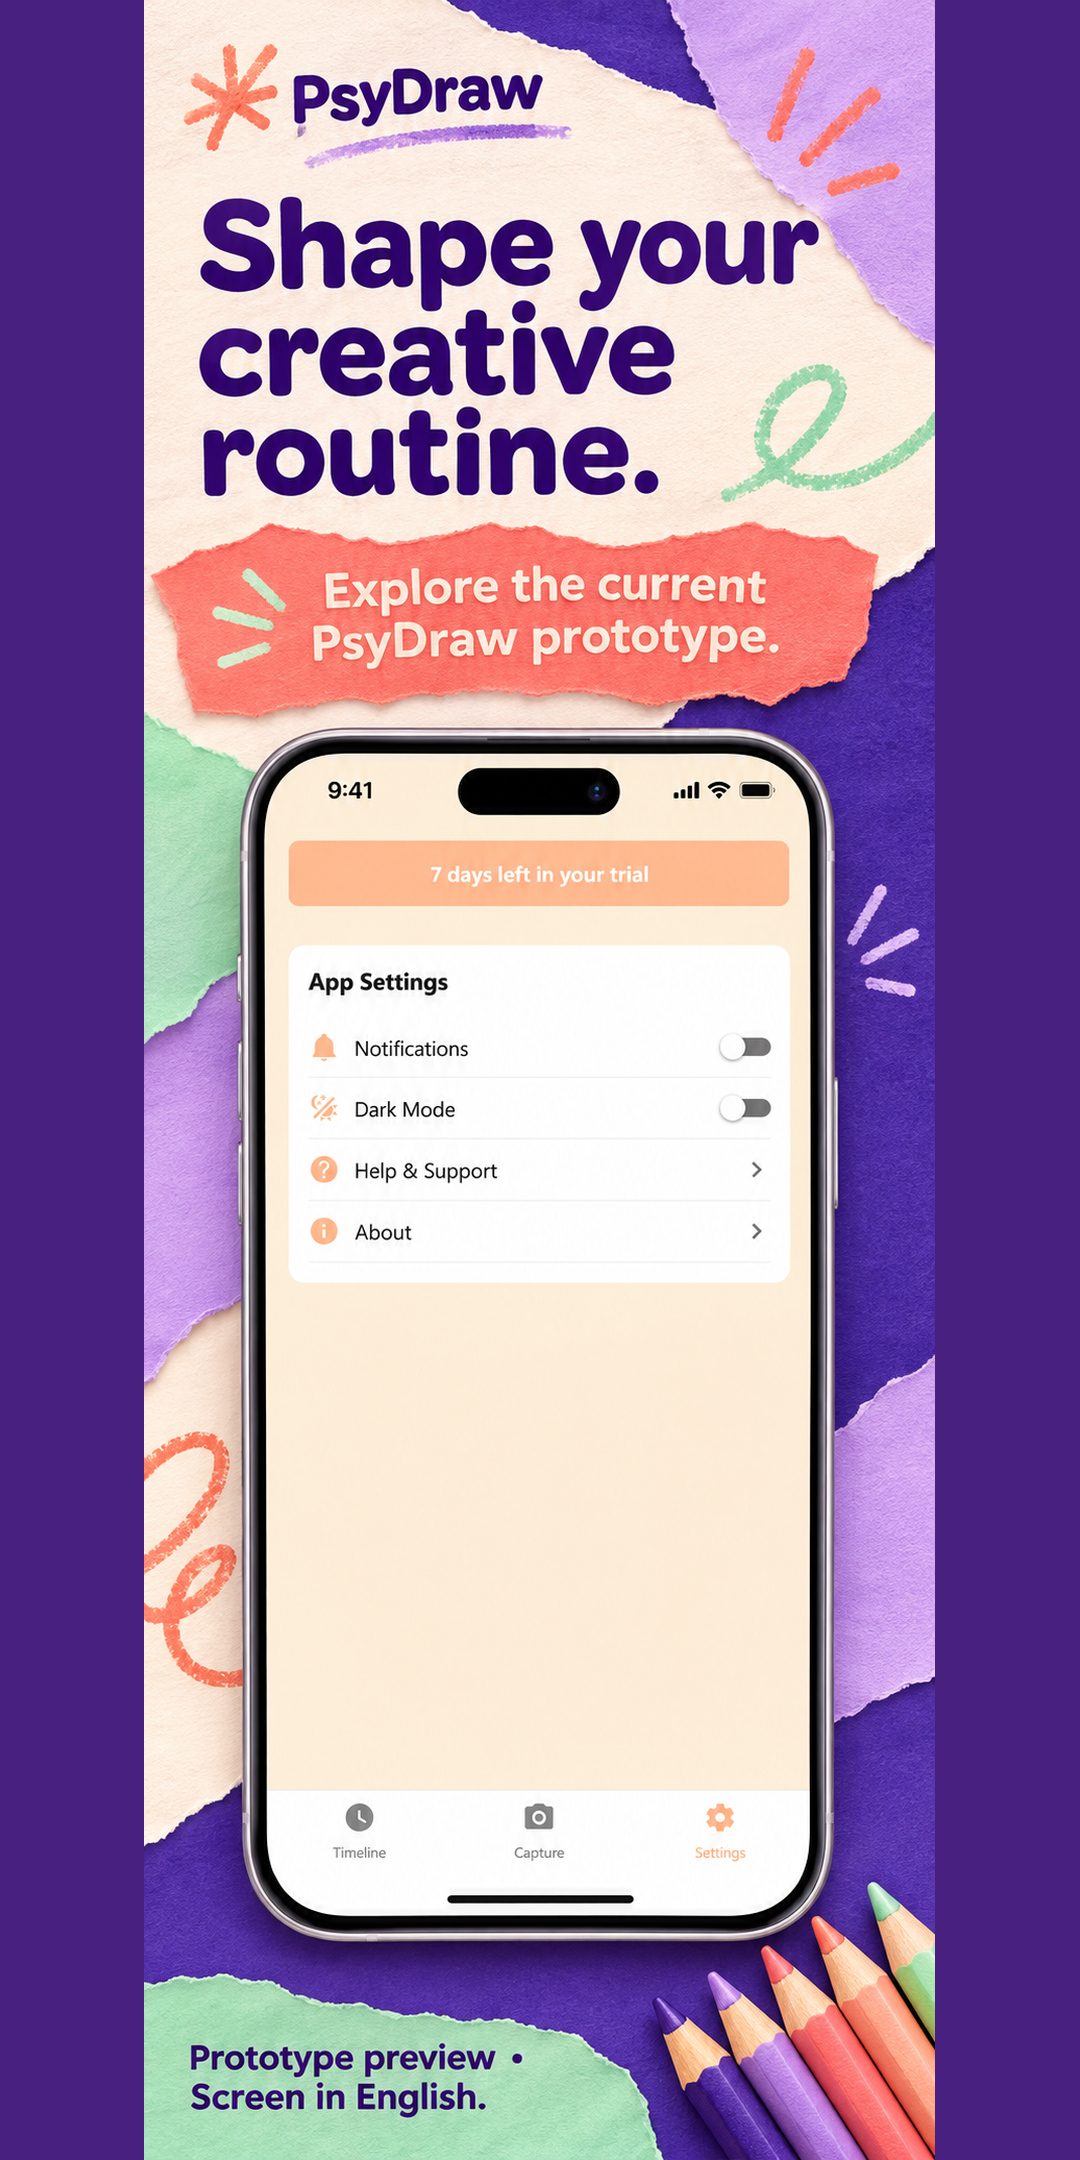 PsyDraw
Shape your
creative
routine.
Explore the current
PsyDraw prototype.
9:41
7 days left in your trial
App Settings
Notifications
Dark Mode
Help & Support
About
Timeline
Capture
Settings
Prototype preview •
Screen in English.